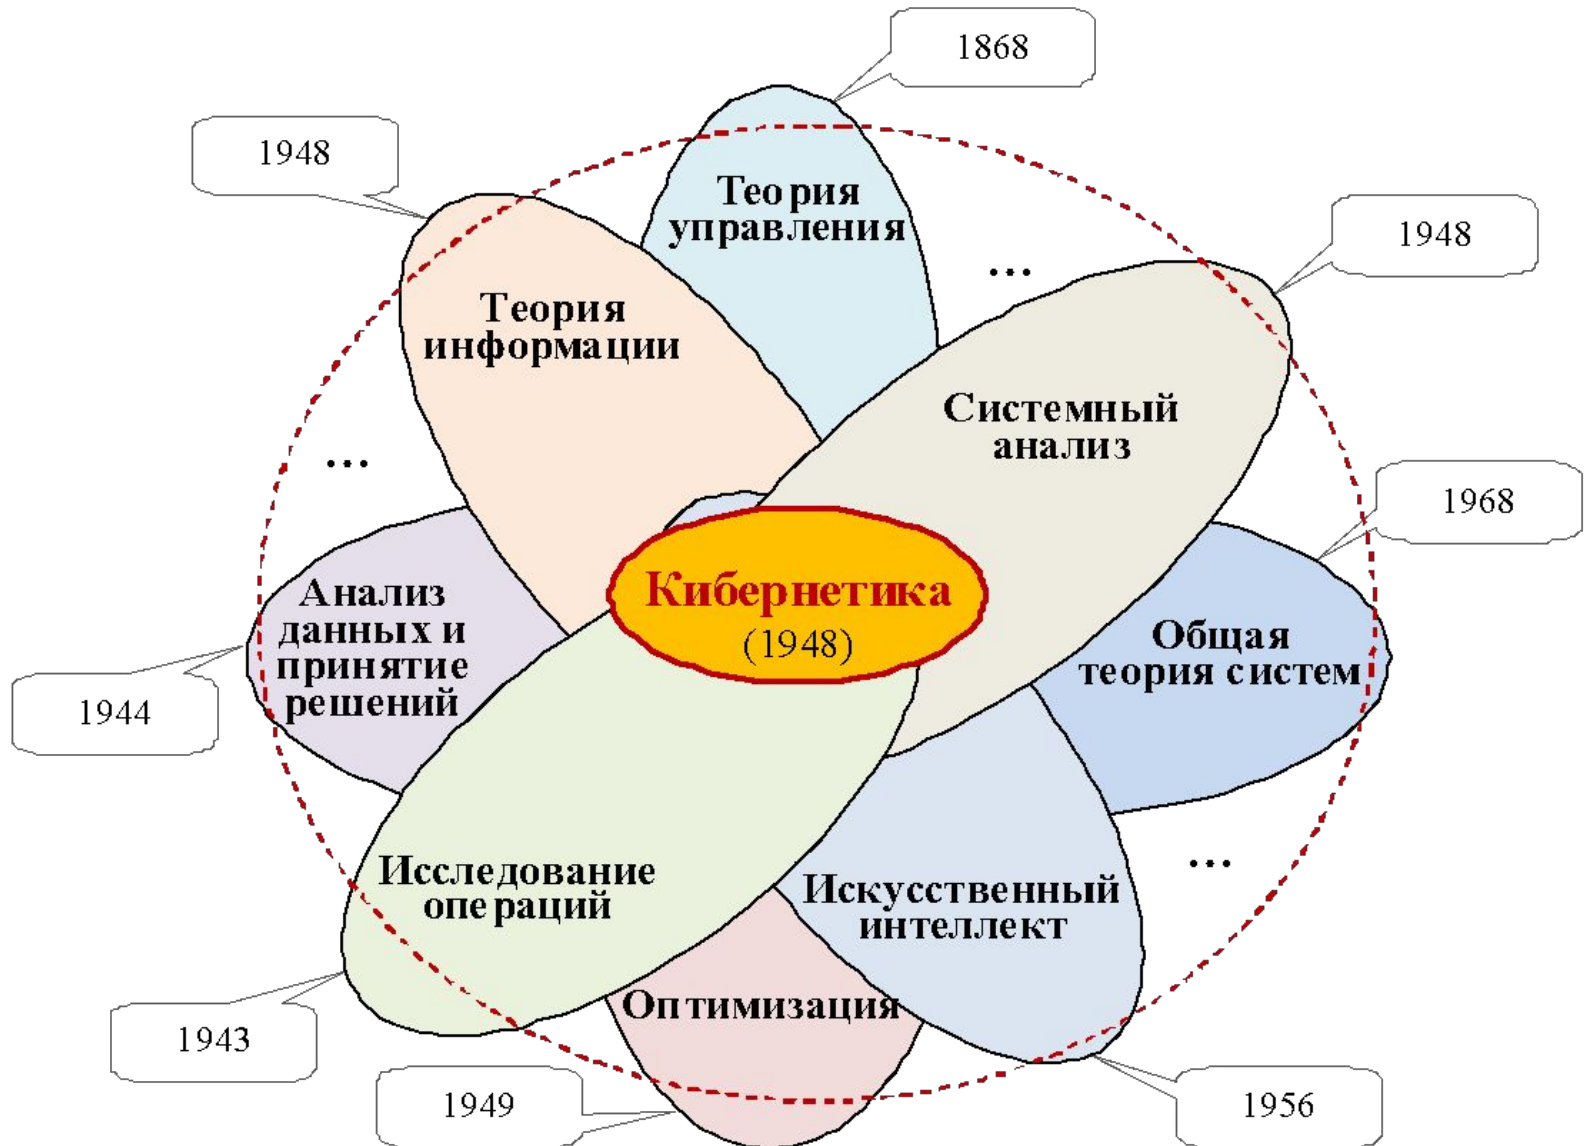 1868
1948
Теория
управления
1948
...
Теория
информации
Системный
анализ
...
1968
Кибернетика
(1948)
Анализ
данных и
принятие
решений
Общая
теория систем
1944
...
Исследование
операций
Искусственный
интеллект
Оптимизация
1943
1949
1956